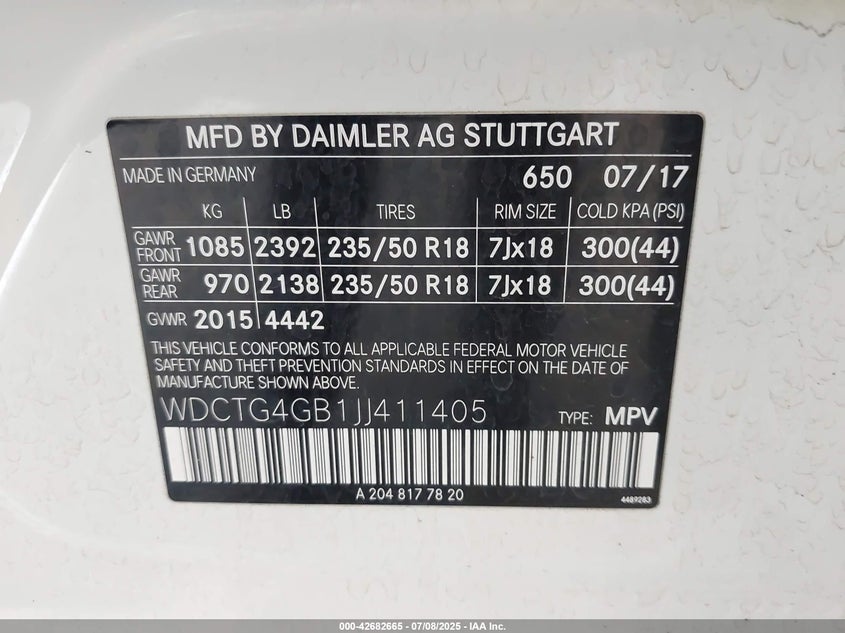 MFD BY DAIMLER AG STUTTGART
MADE IN GERMANY 650 07/17
KG LB TIRES RIM SIZE COLD KPA (PSI)
GAWR FRONT 1085 2392 235/50 R18 7Jx18 300(44)
GAWR REAR 970 2138 235/50 R18 7Jx18 300(44)
GVWR 2015 4442
THIS VEHICLE CONFORMS TO ALL APPLICABLE FEDERAL MOTOR VEHICLE
SAFETY AND THEFT PREVENTION STANDARDS IN EFFECT ON THE DATE OF
MANUFACTURE SHOWN ABOVE.
WDCTG4GB1JJ411405 TYPE: MPV
A 204 817 78 20 4489283
000-42682665 - 07/08/2025 - IAA Inc.